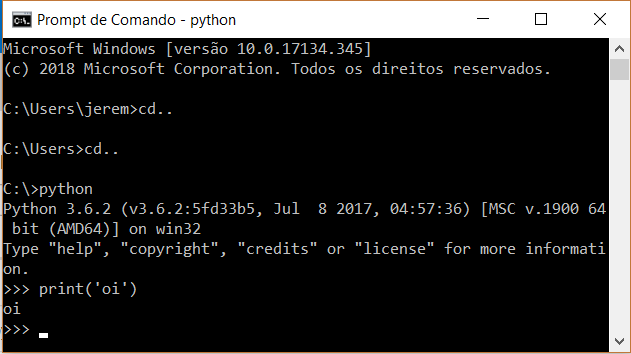 Prompt de Comando - python
Microsoft Windows [versão 10.0.17134.345]
(c) 2018 Microsoft Corporation. Todos os direitos reservados.
C:\Users\jerem>cd..
C:\Users>cd..
C:\>python
Python 3.6.2 (v3.6.2:5fd33b5, Jul  8 2017, 04:57:36) [MSC v.1900 64
 bit (AMD64)] on win32
Type "help", "copyright", "credits" or "license" for more informati
on.
>>> print('oi')
oi
>>>